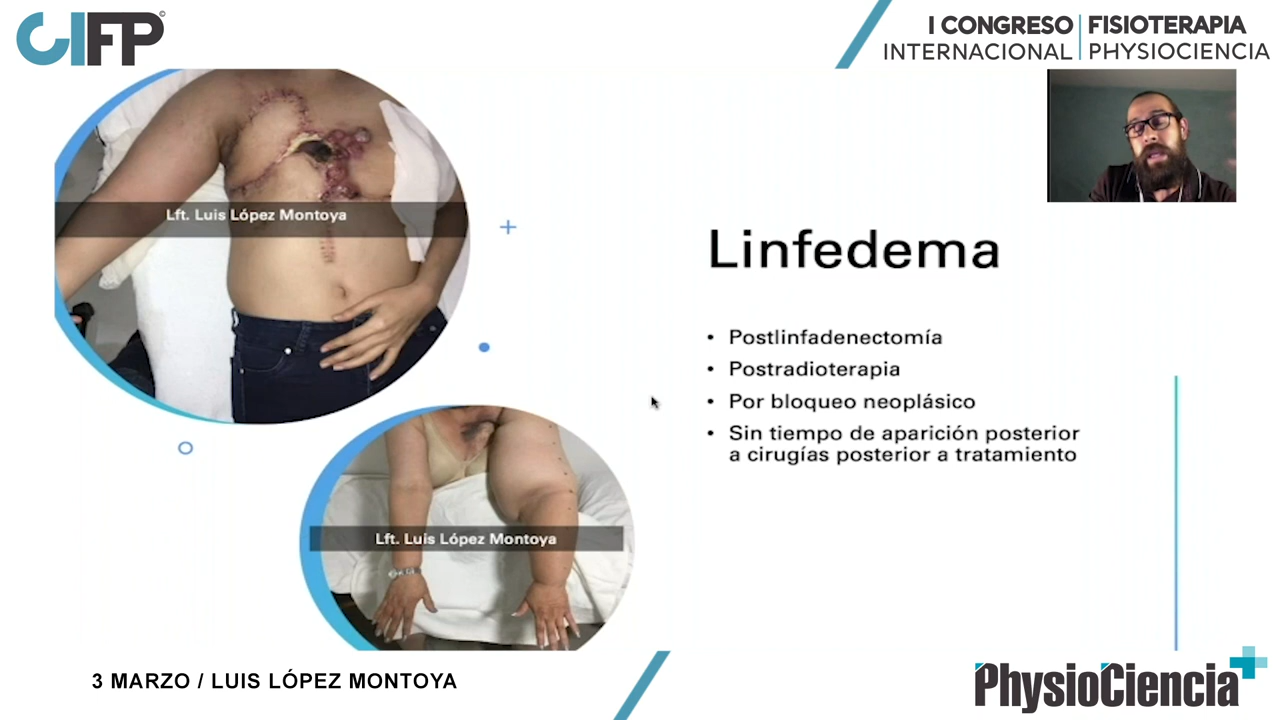 CIFP
I CONGRESO
INTERNACIONAL
FISIOTERAPIA
PHYSIOCIENCIA
Lft. Luis López Montoya
Linfedema
• Postlinfadenectomía
• Postradioterapia
• Por bloqueo neoplásico
• Sin tiempo de aparición posterior
a cirugías posterior a tratamiento
Lft. Luis López Montoya
3 MARZO / LUIS LÓPEZ MONTOYA
PhysioCiencia